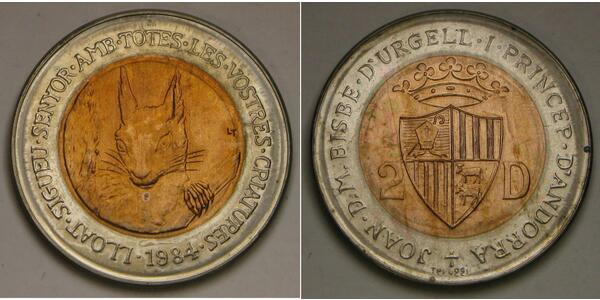 LLOAT·SIGUEU·SENYOR·AMB·TOTES·LES·VOSTRES·CRIATURES·1984·
JOAN·D.M.BISBE·D'URGELL·I·PRINCEP·D'ANDORRA
2 D